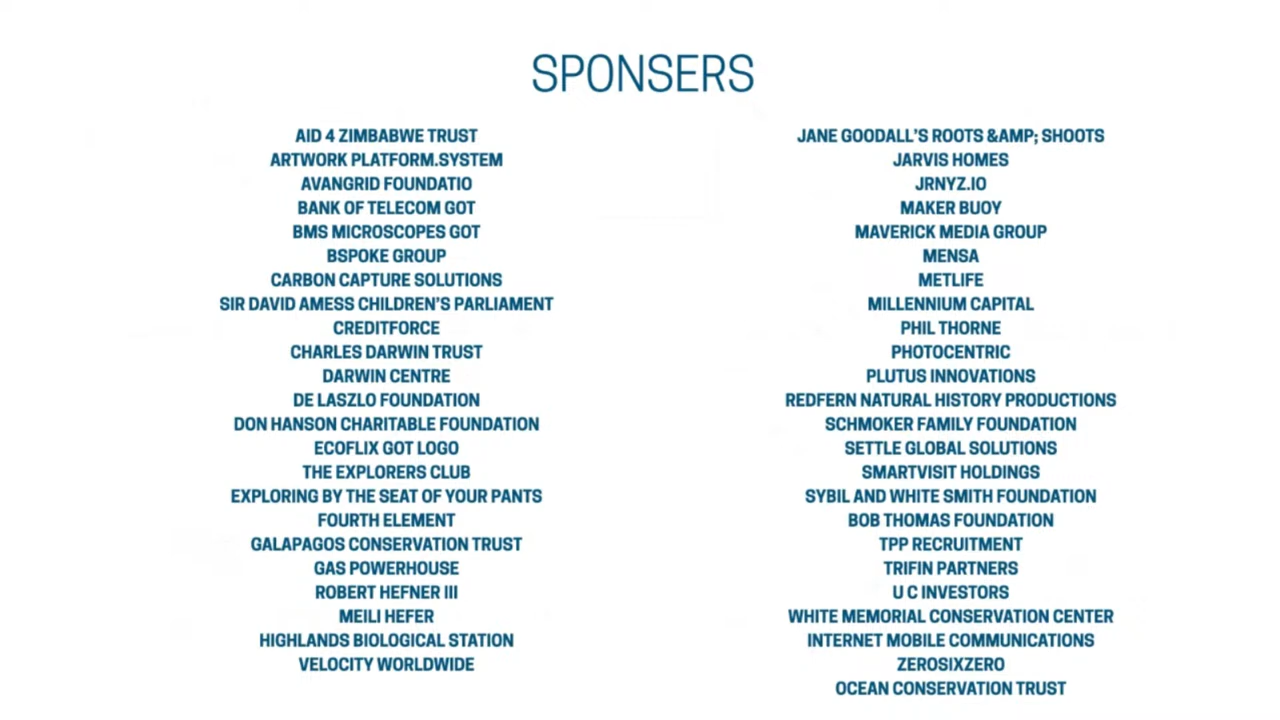 SPONSERS
AID 4 ZIMBABWE TRUST
ARTWORK PLATFORM.SYSTEM
AVANGRID FOUNDATIO
BANK OF TELECOM GOT
BMS MICROSCOPES GOT
BSPOKE GROUP
CARBON CAPTURE SOLUTIONS
SIR DAVID AMESS CHILDREN'S PARLIAMENT
CREDITFORCE
CHARLES DARWIN TRUST
DARWIN CENTRE
DE LASZLO FOUNDATION
DON HANSON CHARITABLE FOUNDATION
ECOFLIX GOT LOGO
THE EXPLORERS CLUB
EXPLORING BY THE SEAT OF YOUR PANTS
FOURTH ELEMENT
GALAPAGOS CONSERVATION TRUST
GAS POWERHOUSE
ROBERT HEFNER III
MEILI HEFER
HIGHLANDS BIOLOGICAL STATION
VELOCITY WORLDWIDE
JANE GOODALL'S ROOTS &AMP; SHOOTS
JARVIS HOMES
JRNYZ.IO
MAKER BUOY
MAVERICK MEDIA GROUP
MENSA
METLIFE
MILLENNIUM CAPITAL
PHIL THORNE
PHOTOCENTRIC
PLUTUS INNOVATIONS
REDFERN NATURAL HISTORY PRODUCTIONS
SCHMOKER FAMILY FOUNDATION
SETTLE GLOBAL SOLUTIONS
SMARTVISIT HOLDINGS
SYBIL AND WHITE SMITH FOUNDATION
BOB THOMAS FOUNDATION
TPP RECRUITMENT
TRIFIN PARTNERS
U C INVESTORS
WHITE MEMORIAL CONSERVATION CENTER
INTERNET MOBILE COMMUNICATIONS
ZEROSIXZERO
OCEAN CONSERVATION TRUST